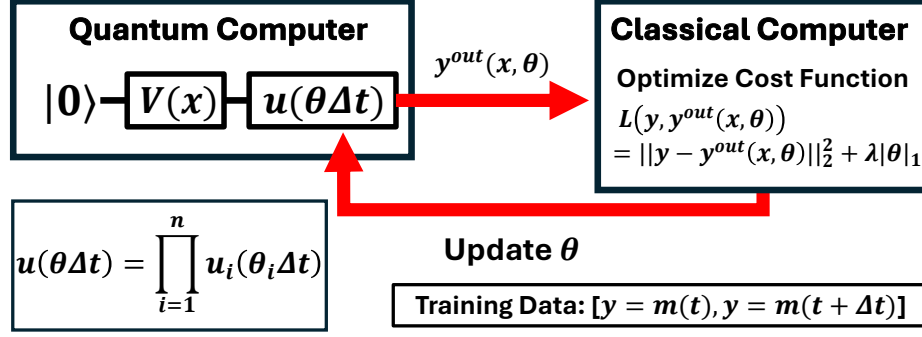 Quantum Computer
|0⟩ V(x) u(θΔt)
y^{out}(x, θ)
Classical Computer
Optimize Cost Function
L(y, y^{out}(x, θ))
= ||y − y^{out}(x, θ)||_2^2 + λ|θ|_1
u(θΔt) = ∏_{i=1}^{n} u_i(θ_iΔt)
Update θ
Training Data: [y = m(t), y = m(t + Δt)]